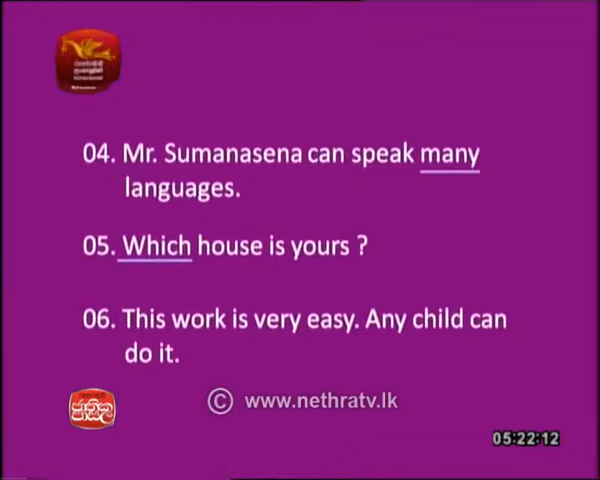 04. Mr. Sumanasena can speak many
languages.
05. Which house is yours ?
06. This work is very easy. Any child can
do it.
© www.nethratv.lk
05:22:12